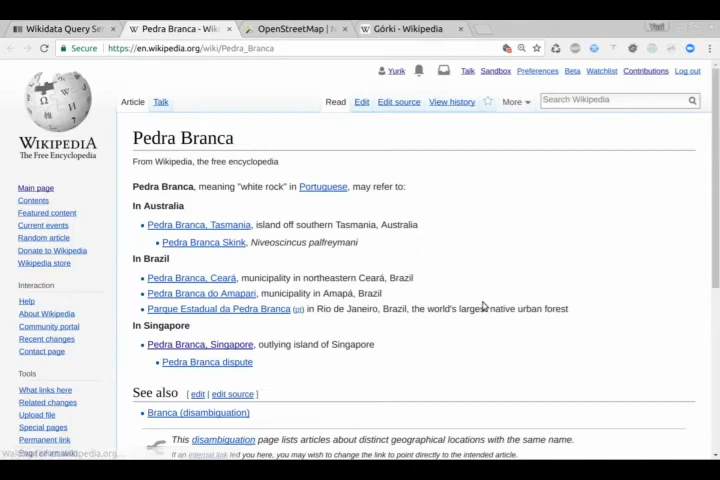 Wikidata Query Ser
Pedra Branca - Wiki
OpenStreetMap | N
Górki - Wikipedia
Yurik
Secure
https://en.wikipedia.org/wiki/Pedra_Branca
Yurik Talk Sandbox Preferences Beta Watchlist Contributions Log out
Article Talk Read Edit Edit source View history More Search Wikipedia
WIKIPEDIA
The Free Encyclopedia
Main page
Contents
Featured content
Current events
Random article
Donate to Wikipedia
Wikipedia store
Interaction
Help
About Wikipedia
Community portal
Recent changes
Contact page
Tools
What links here
Related changes
Upload file
Special pages
Permanent link
Pedra Branca
From Wikipedia, the free encyclopedia
Pedra Branca, meaning "white rock" in Portuguese, may refer to:
In Australia
Pedra Branca, Tasmania, island off southern Tasmania, Australia
Pedra Branca Skink, Niveoscincus palfreymani
In Brazil
Pedra Branca, Ceará, municipality in northeastern Ceará, Brazil
Pedra Branca do Amapari, municipality in Amapá, Brazil
Parque Estadual da Pedra Branca (pt) in Rio de Janeiro, Brazil, the world's largest native urban forest
In Singapore
Pedra Branca, Singapore, outlying island of Singapore
Pedra Branca dispute
See also [ edit | edit source ]
Branca (disambiguation)
This disambiguation page lists articles about distinct geographical locations with the same name.
If an internal link led you here, you may wish to change the link to point directly to the intended article.